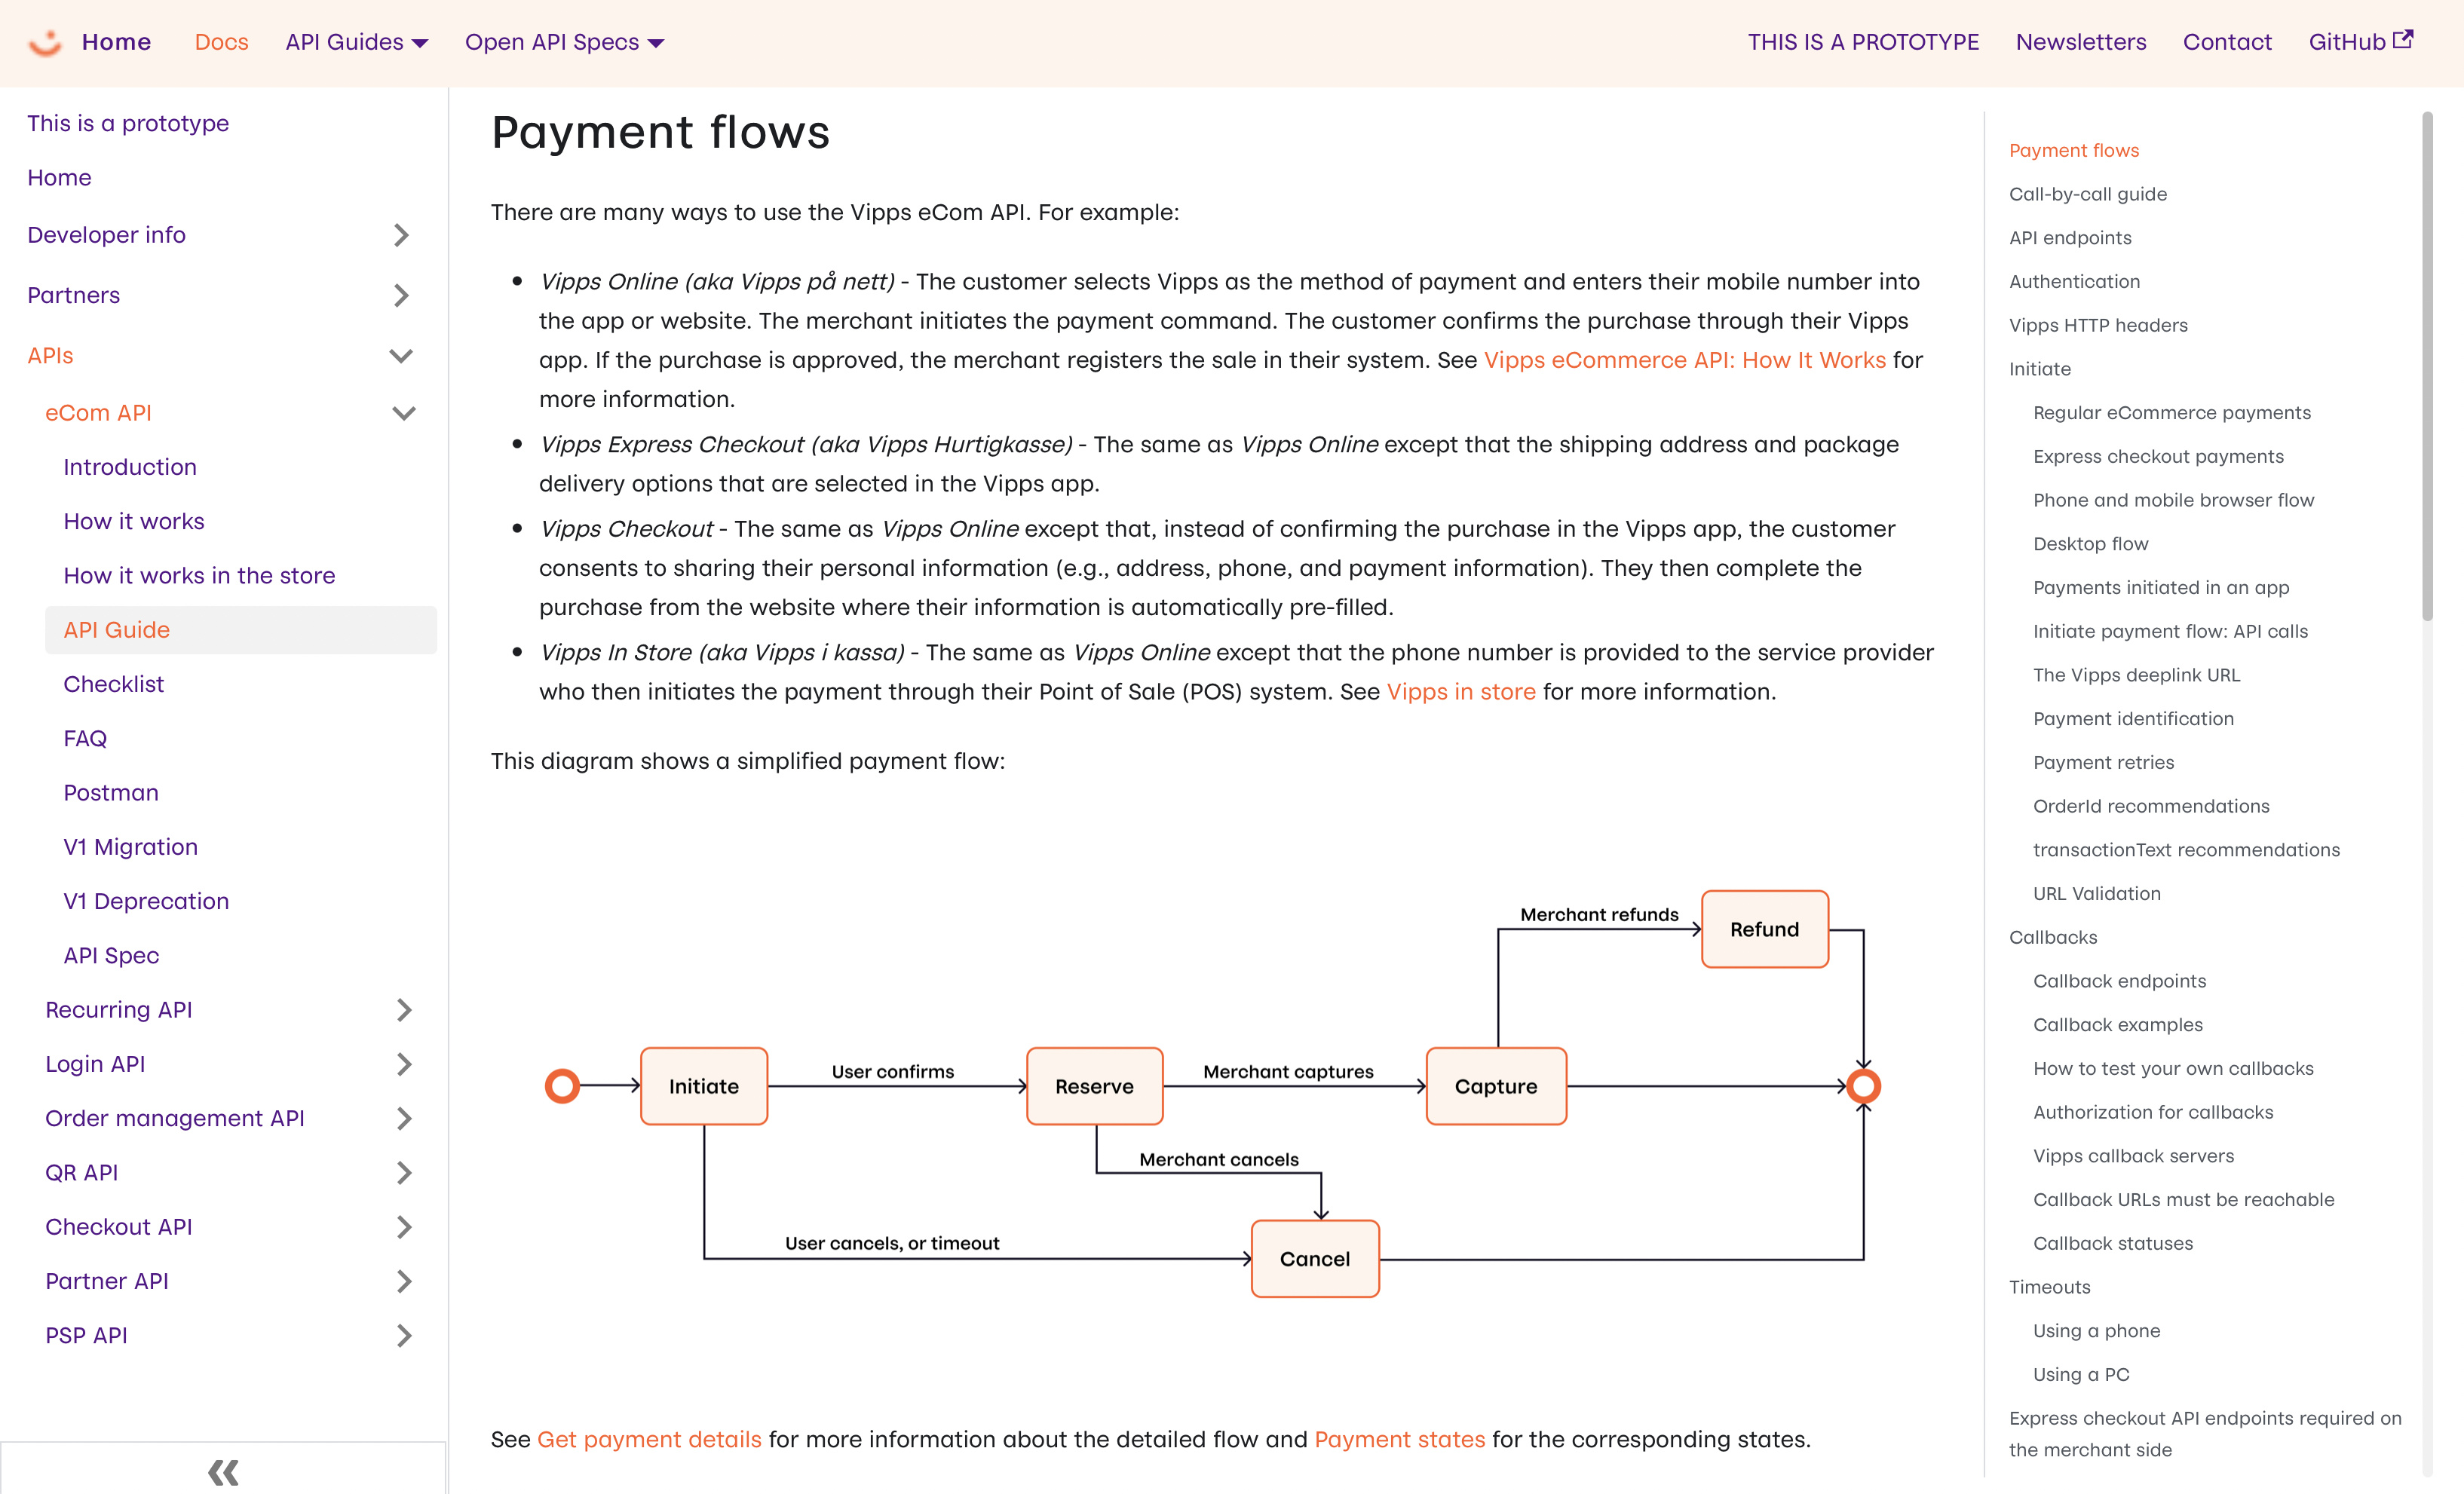 Home Docs API Guides Open API Specs THIS IS A PROTOTYPE Newsletters Contact GitHub
This is a prototype
Home
Developer info
Partners
APIs
eCom API
Introduction
How it works
How it works in the store
API Guide
Checklist
FAQ
Postman
V1 Migration
V1 Deprecation
API Spec
Recurring API
Login API
Order management API
QR API
Checkout API
Partner API
PSP API
Payment flows
There are many ways to use the Vipps eCom API. For example:
Vipps Online (aka Vipps på nett) - The customer selects Vipps as the method of payment and enters their mobile number into
the app or website. The merchant initiates the payment command. The customer confirms the purchase through their Vipps
app. If the purchase is approved, the merchant registers the sale in their system. See Vipps eCommerce API: How It Works for
more information.
Vipps Express Checkout (aka Vipps Hurtigkasse) - The same as Vipps Online except that the shipping address and package
delivery options that are selected in the Vipps app.
Vipps Checkout - The same as Vipps Online except that, instead of confirming the purchase in the Vipps app, the customer
consents to sharing their personal information (e.g., address, phone, and payment information). They then complete the
purchase from the website where their information is automatically pre-filled.
Vipps In Store (aka Vipps i kassa) - The same as Vipps Online except that the phone number is provided to the service provider
who then initiates the payment through their Point of Sale (POS) system. See Vipps in store for more information.
This diagram shows a simplified payment flow:
Merchant refunds
Refund
Initiate
User confirms
Reserve
Merchant captures
Capture
Merchant cancels
User cancels, or timeout
Cancel
See Get payment details for more information about the detailed flow and Payment states for the corresponding states.
Payment flows
Call-by-call guide
API endpoints
Authentication
Vipps HTTP headers
Initiate
Regular eCommerce payments
Express checkout payments
Phone and mobile browser flow
Desktop flow
Payments initiated in an app
Initiate payment flow: API calls
The Vipps deeplink URL
Payment identification
Payment retries
OrderId recommendations
transactionText recommendations
URL Validation
Callbacks
Callback endpoints
Callback examples
How to test your own callbacks
Authorization for callbacks
Vipps callback servers
Callback URLs must be reachable
Callback statuses
Timeouts
Using a phone
Using a PC
Express checkout API endpoints required on
the merchant side